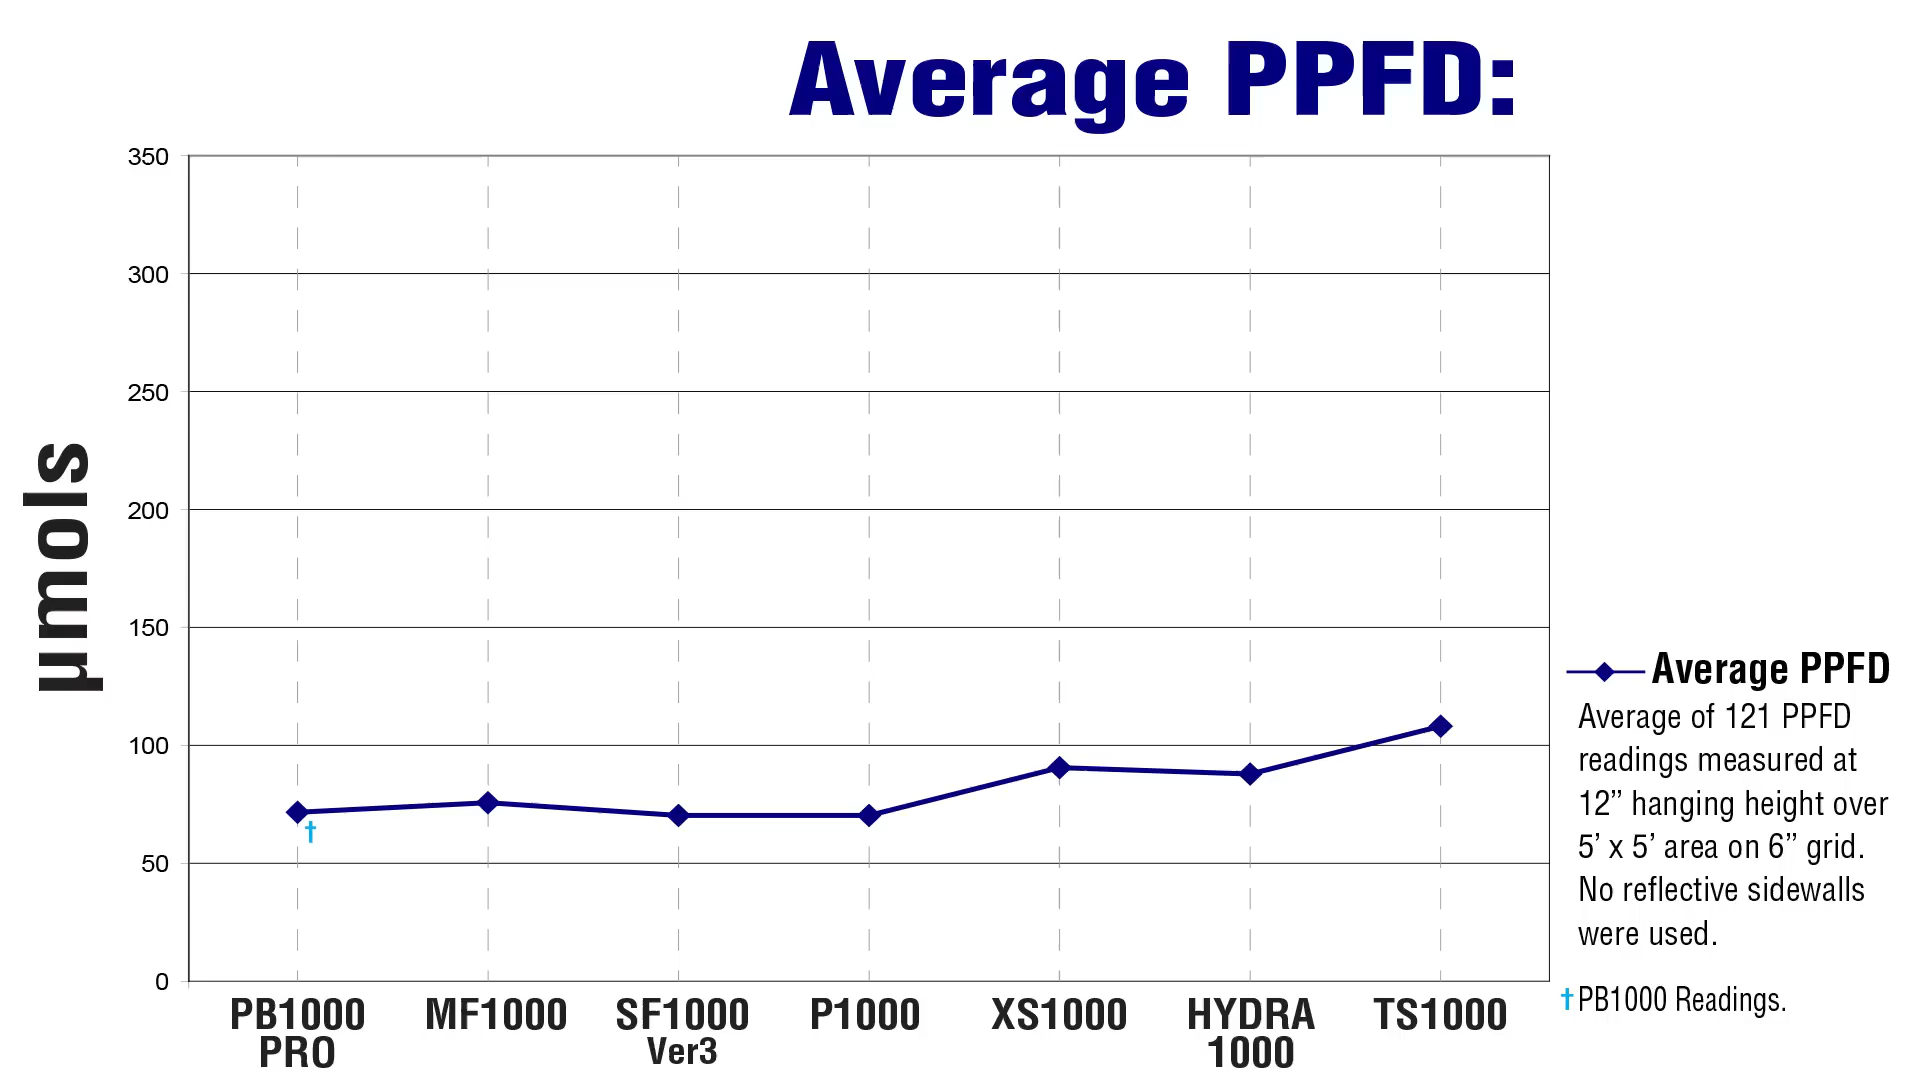 Average PPFD:
350
300
250
200
150
100
50
0
µmols
PB1000
PRO
MF1000
SF1000
Ver3
P1000
XS1000
HYDRA
1000
TS1000
†
Average PPFD
Average of 121 PPFD
readings measured at
12” hanging height over
5’ x 5’ area on 6” grid.
No reflective sidewalls
were used.
†PB1000 Readings.